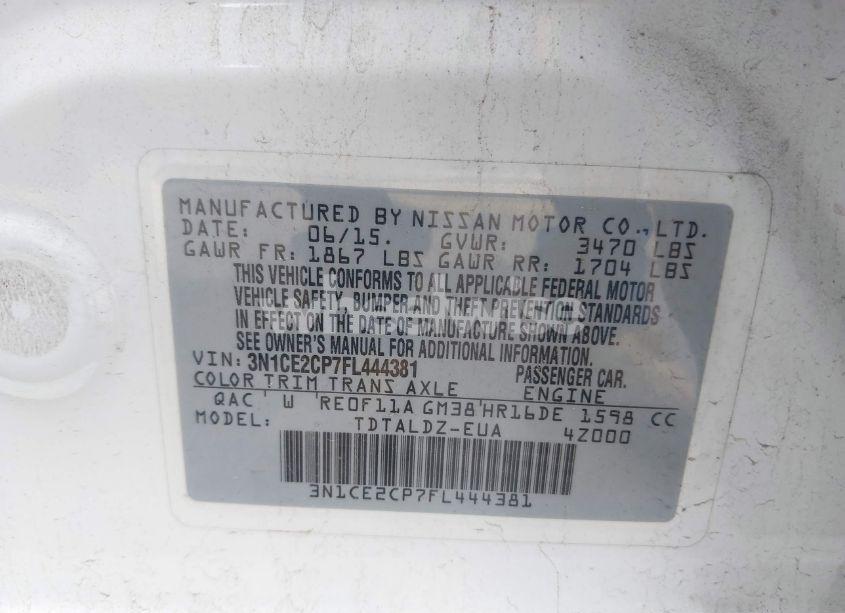 MANUFACTURED BY NISSAN MOTOR CO., LTD.
DATE: 06/15. GVWR: 3470 LBS
GAWR FR: 1867 LBS GAWR RR: 1704 LBS
THIS VEHICLE CONFORMS TO ALL APPLICABLE FEDERAL MOTOR
VEHICLE SAFETY, BUMPER AND THEFT PREVENTION STANDARDS
IN EFFECT ON THE DATE OF MANUFACTURE SHOWN ABOVE.
SEE OWNER'S MANUAL FOR ADDITIONAL INFORMATION.
VIN: 3N1CE2CP7FL444381 PASSENGER CAR.
COLOR TRIM TRANS AXLE ENGINE
QAC W RE0F11A GM38 HR16DE 1598 CC
MODEL: TDTALDZ-EUA 4Z000
3N1CE2CP7FL444381